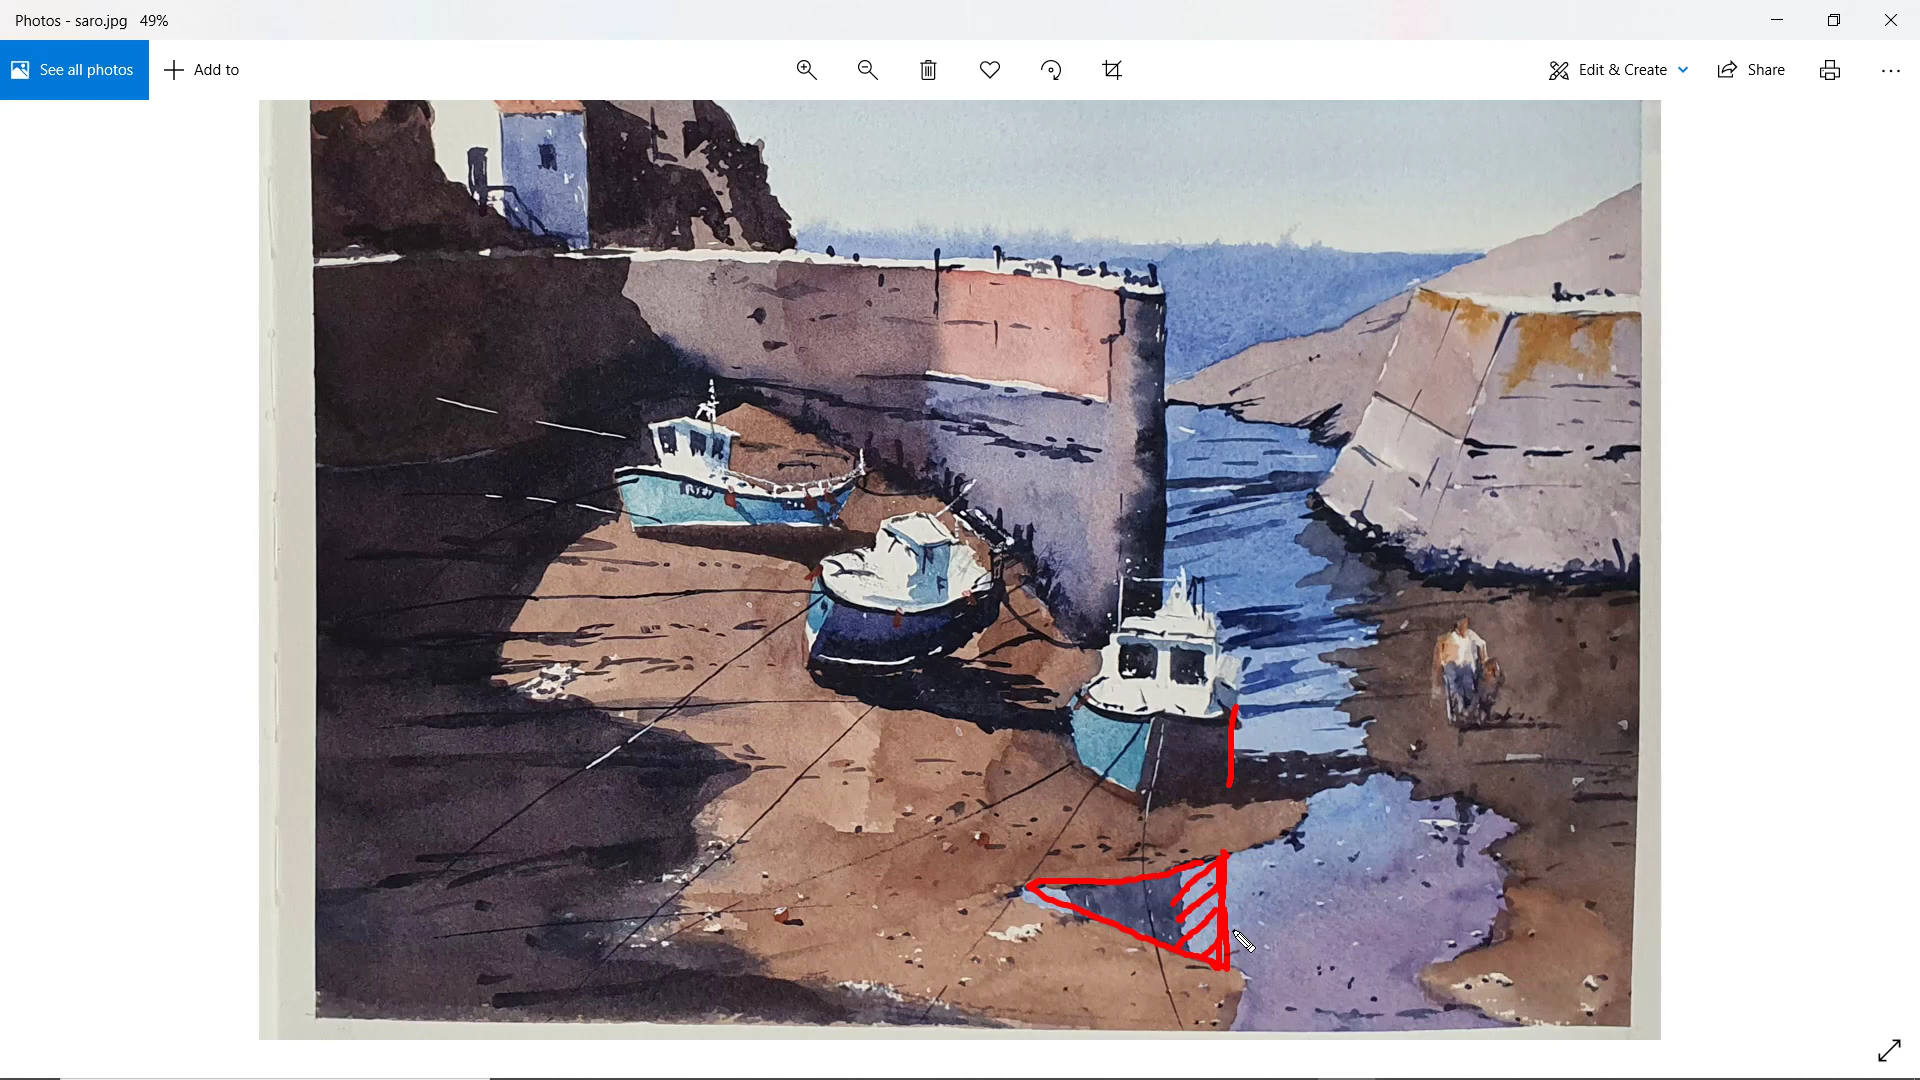 Photos - saro.jpg 49%
See all photos
Add to
Edit & Create
Share